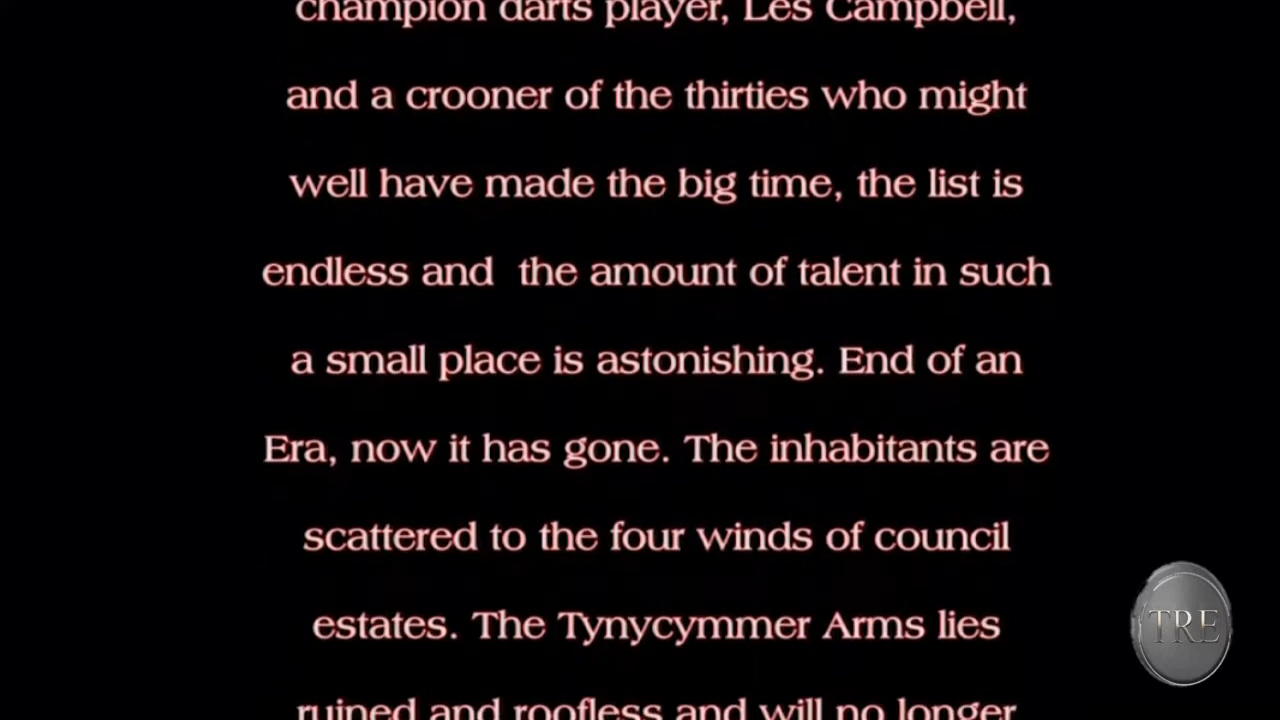 champion darts player, Les Campbell,
and a crooner of the thirties who might
well have made the big time, the list is
endless and  the amount of talent in such
a small place is astonishing. End of an
Era, now it has gone. The inhabitants are
scattered to the four winds of council
estates. The Tynycymmer Arms lies
ruined and roofless and will no longer
TRE